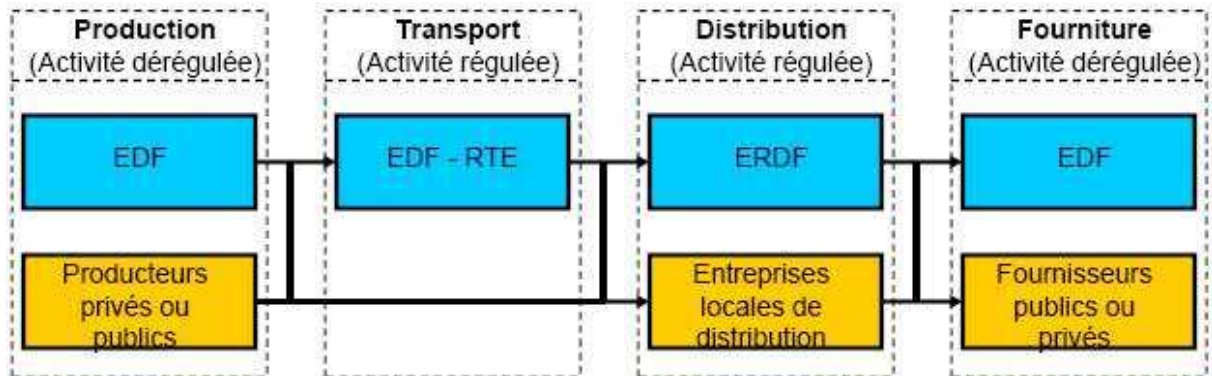 Production
(Activité dérégulée)
Transport
(Activité régulée)
Distribution
(Activité régulée)
Fourniture
(Activité dérégulée)
EDF
EDF - RTE
ERDF
EDF
Producteurs
privés ou
publics
Entreprises
locales de
distribution
Fournisseurs
publics ou
privés